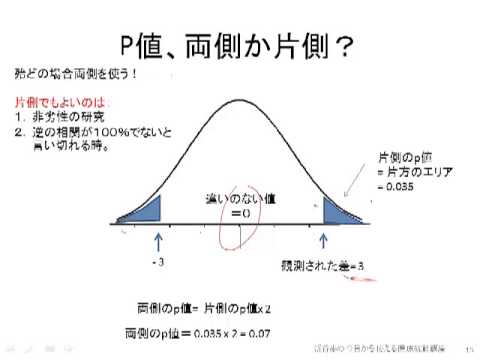 P値、両側か片側？
殆どの場合両側を使う！
片側でもよいのは：
1. 非劣性の研究
2. 逆の相関が100%でないと
言い切れる時。
片側のp値
= 片方のエリア
= 0.035
違いのない値
=0
-3
観測された差=3
両側のp値= 片側のp値x2
両側のp値= 0.035 x 2 = 0.07